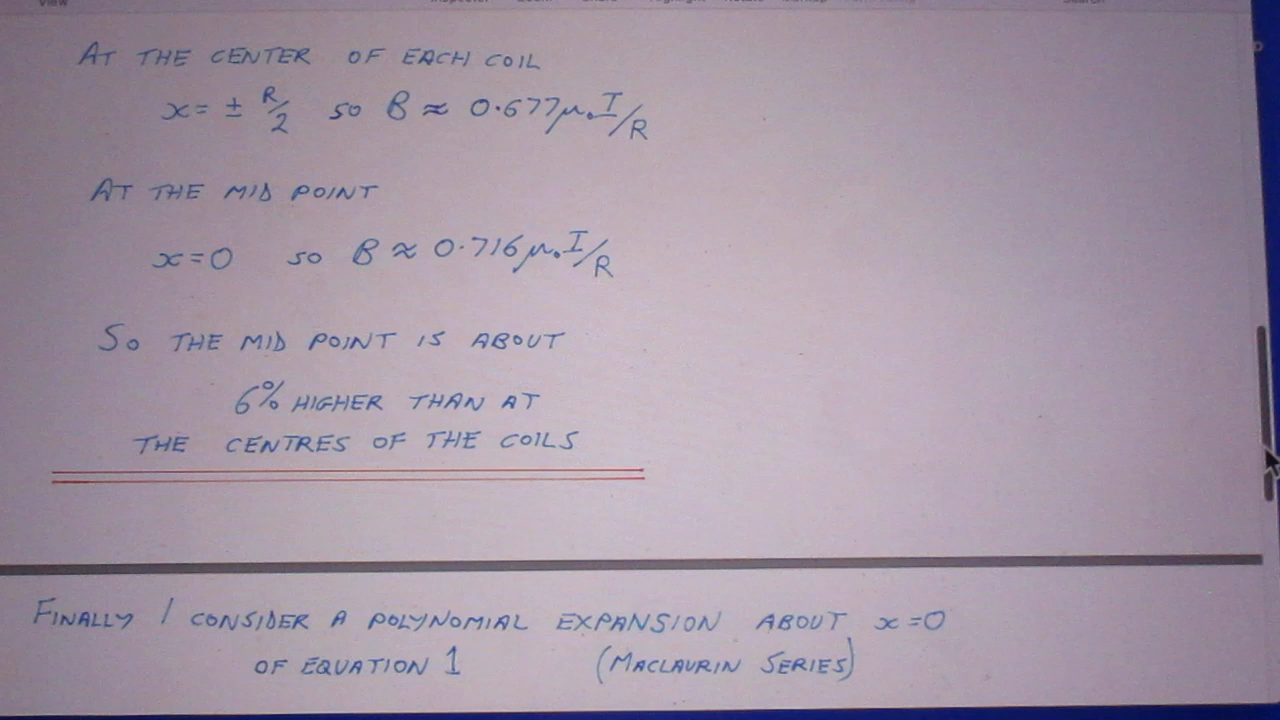 View
AT THE CENTER OF EACH COIL
x = ± R/2 so B ≈ 0.677μ₀I/R
AT THE MID POINT
x=0 so B ≈ 0.716μ₀I/R
SO THE MID POINT IS ABOUT
6% HIGHER THAN AT
THE CENTRES OF THE COILS
FINALLY I CONSIDER A POLYNOMIAL EXPANSION ABOUT x=0
OF EQUATION 1 (MACLAURIN SERIES)